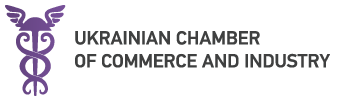 UKRAINIAN CHAMBER
OF COMMERCE AND INDUSTRY